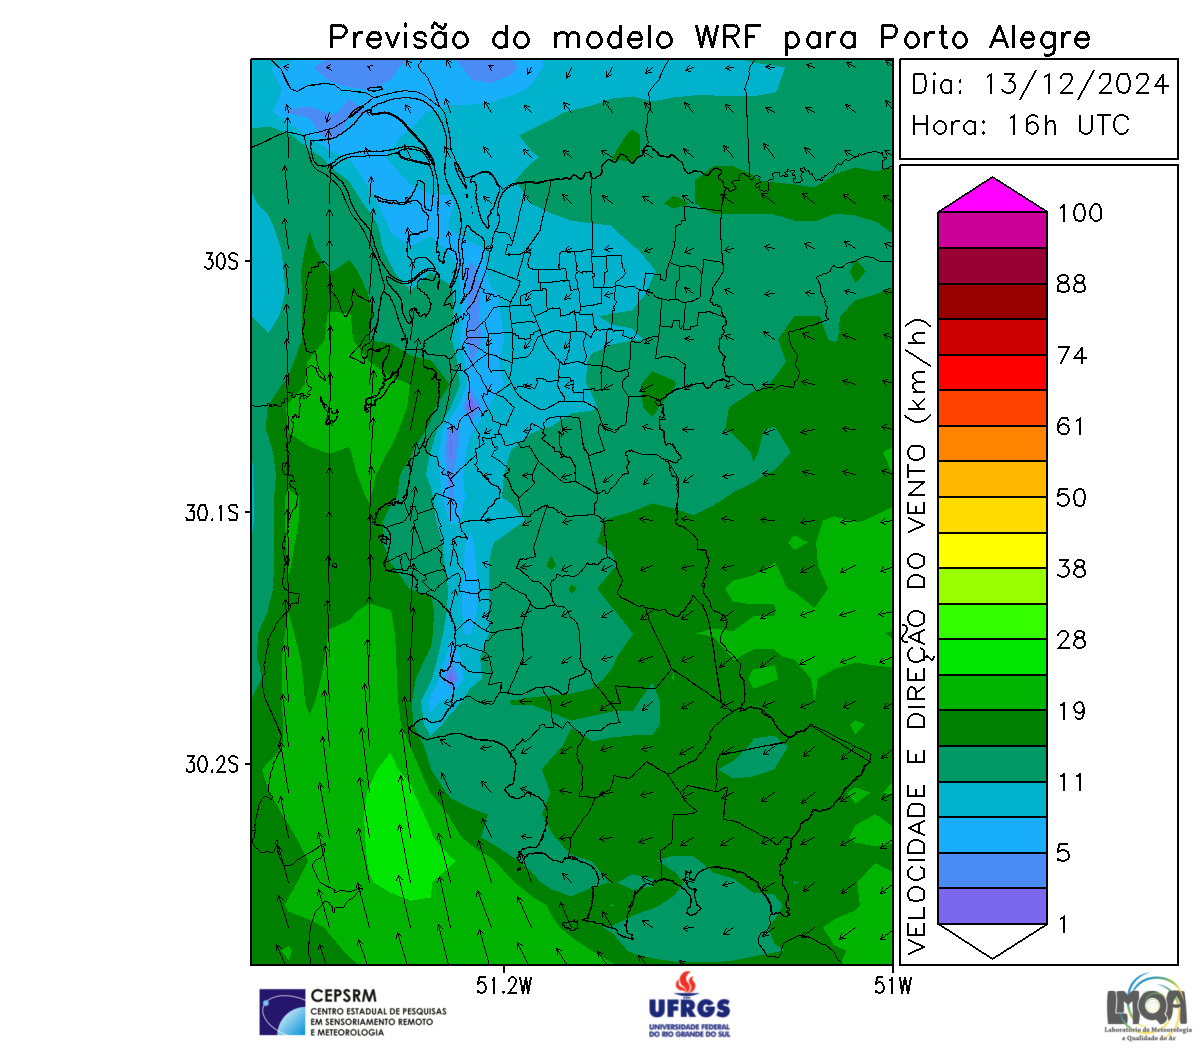 Previsão do modelo WRF para Porto Alegre
Dia: 13/12/2024
Hora: 16h UTC
30S
30.1S
30.2S
51.2W
51W
VELOCIDADE E DIREÇÃO DO VENTO (km/h)
100
88
74
61
50
38
28
19
11
5
1
CEPSRM
CENTRO ESTADUAL DE PESQUISAS
EM SENSORIAMENTO REMOTO
E METEOROLOGIA
UFRGS
UNIVERSIDADE FEDERAL
DO RIO GRANDE DO SUL
LMQA
Laboratório de Meteorologia
e Qualidade do Ar